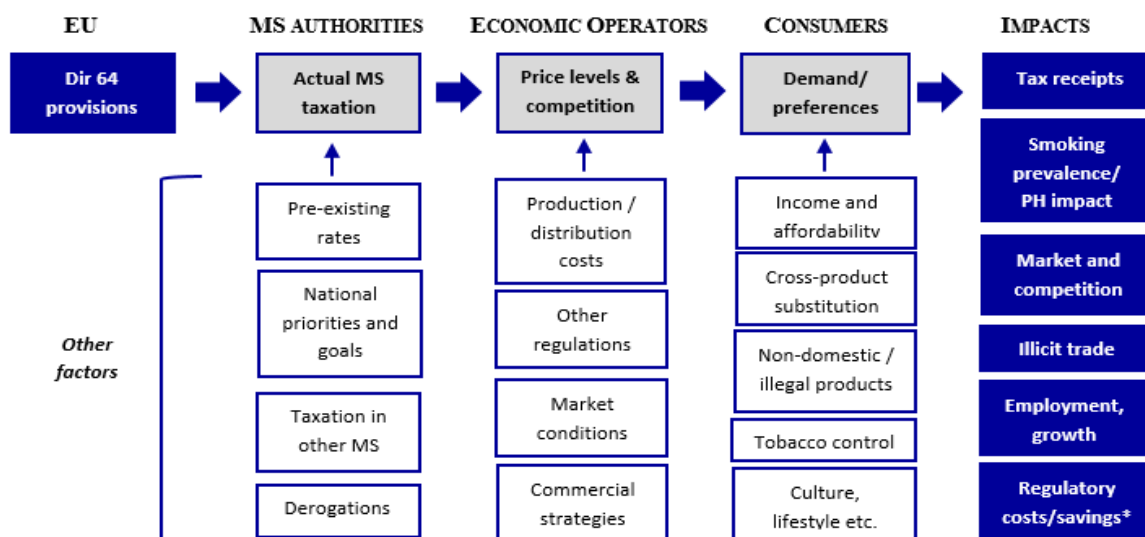 EU
MS AUTHORITIES
ECONOMIC OPERATORS
CONSUMERS
IMPACTS
Dir 64
provisions
Actual MS
taxation
Price levels &
competition
Demand/
preferences
Tax receipts
Smoking
prevalence/
PH impact
Market and
competition
Illicit trade
Employment,
growth
Regulatory
costs/savings*
Other
factors
Pre-existing
rates
National
priorities and
goals
Taxation in
other MS
Derogations
Production /
distribution
costs
Other
regulations
Market
conditions
Commercial
strategies
Income and
affordability
Cross-product
substitution
Non-domestic /
illegal products
Tobacco control
Culture,
lifestyle etc.